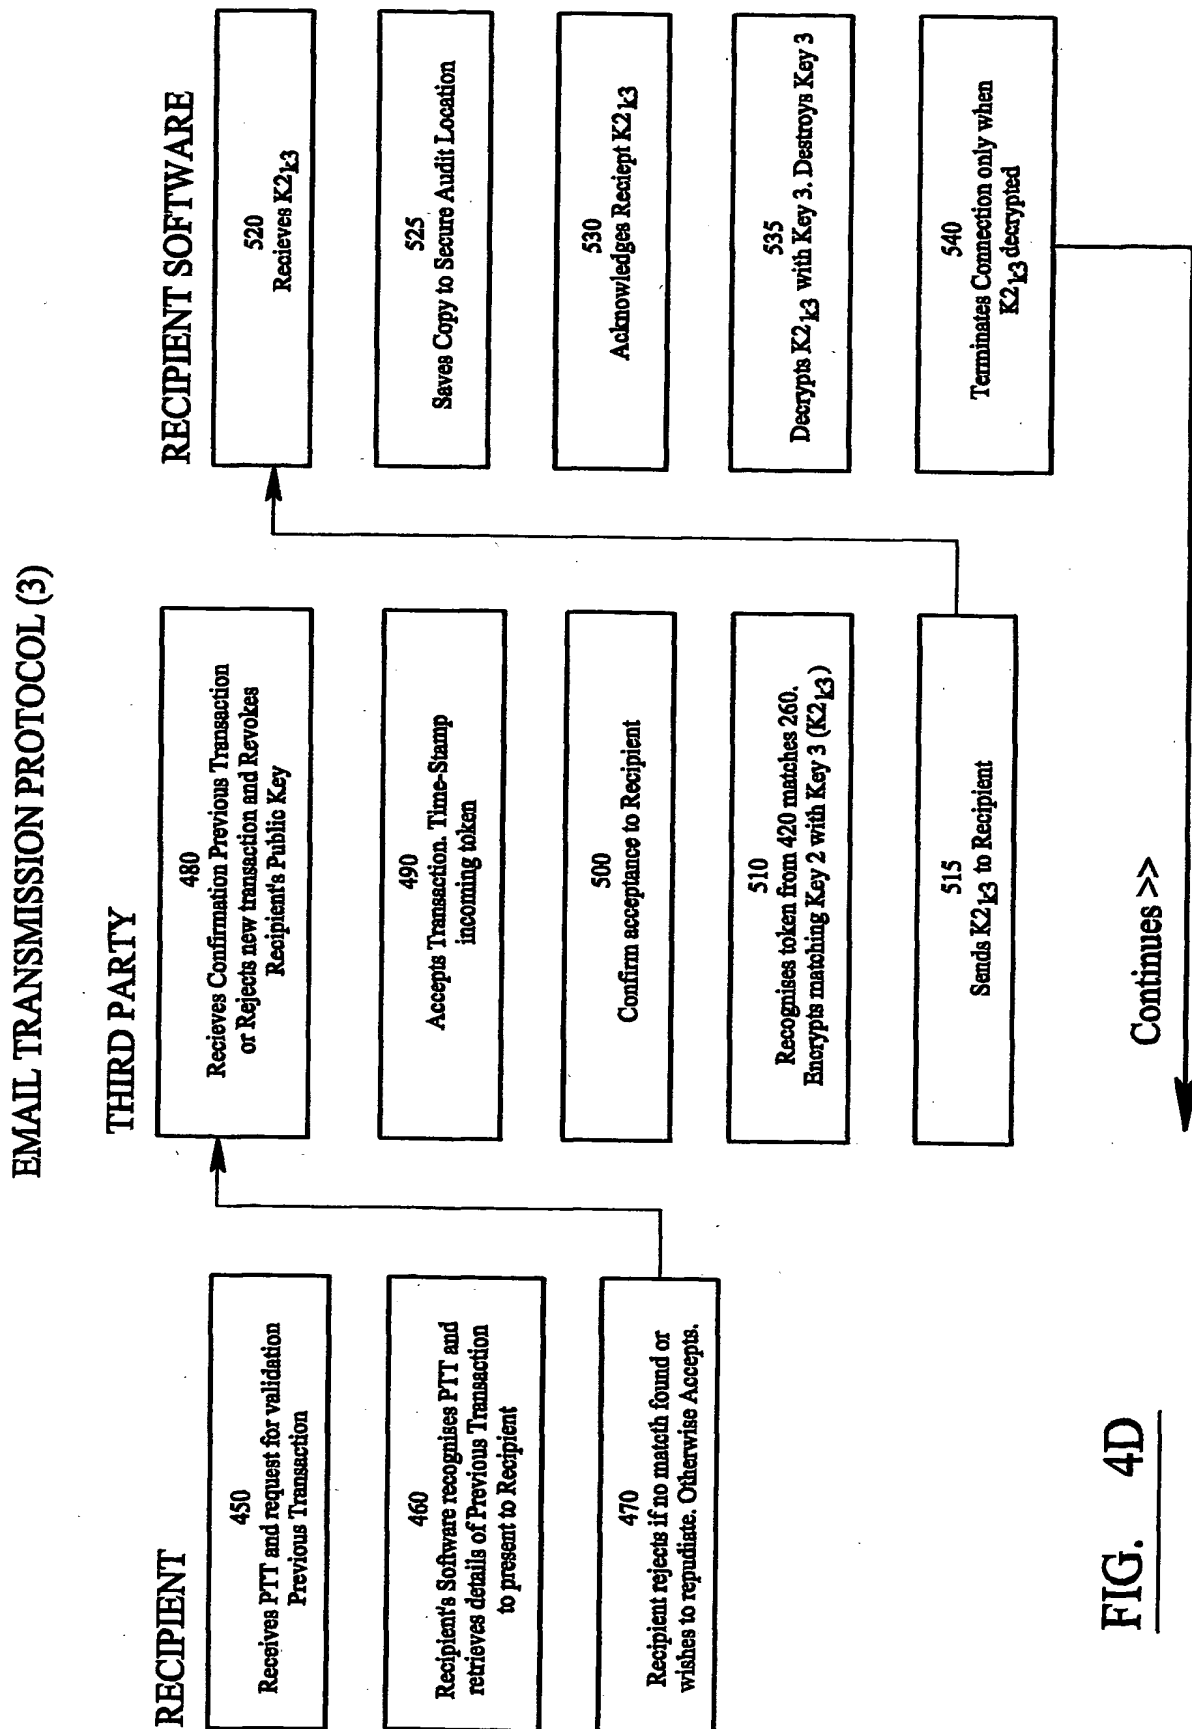 EMAIL TRANSMISSION PROTOCOL (3)
RECIPIENT
450
Receives PTT and request for validation
Previous Transaction
460
Recipient's Software recognises PTT and
retrieves details of Previous Transaction
to present to Recipient
470
Recipient rejects if no matcth found or
wishes to repudiate. Otherwise Accepts.
THIRD PARTY
480
Recieves Confirmation Previous Transaction
or Rejects new transaction and Revokes
Recipient's Public Key
490
Accepts Transaction. Time-Stamp
incoming token
500
Confirm acceptance to Recipient
510
Recognises token from 420 matches 260.
Encrypts matching Key 2 with Key 3 (K2k3)
515
Sends K2k3 to Recipient
RECIPIENT SOFTWARE
520
Recieves K2k3
525
Saves Copy to Secure Audit Location
530
Acknowledges Reciept K2k3
535
Decrypts K2k3 with Key 3. Destroys Key 3
540
Terminates Connection only when
K2k3 decrypted
Continues >>
FIG. 4D